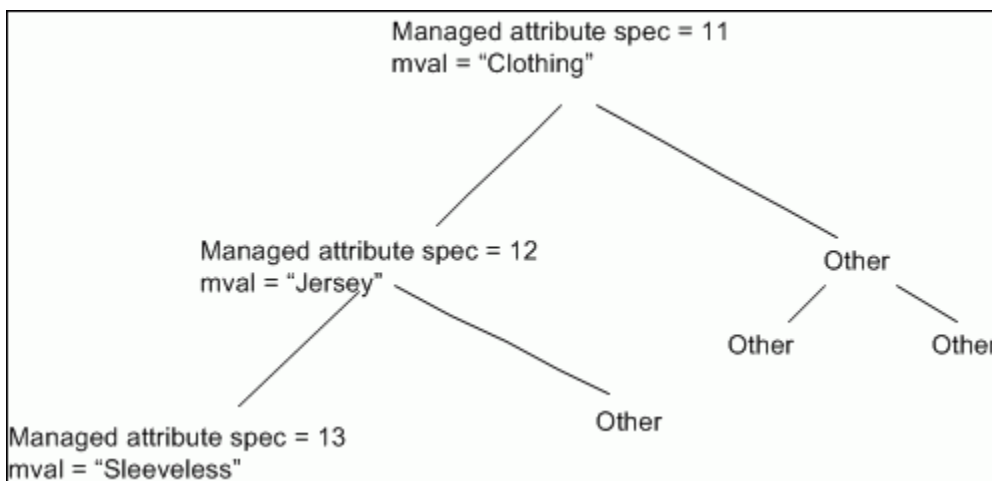 Managed attribute spec = 11
mval = “Clothing”
Managed attribute spec = 12
mval = “Jersey”
Other
Other
Other
Other
Managed attribute spec = 13
mval = “Sleeveless”